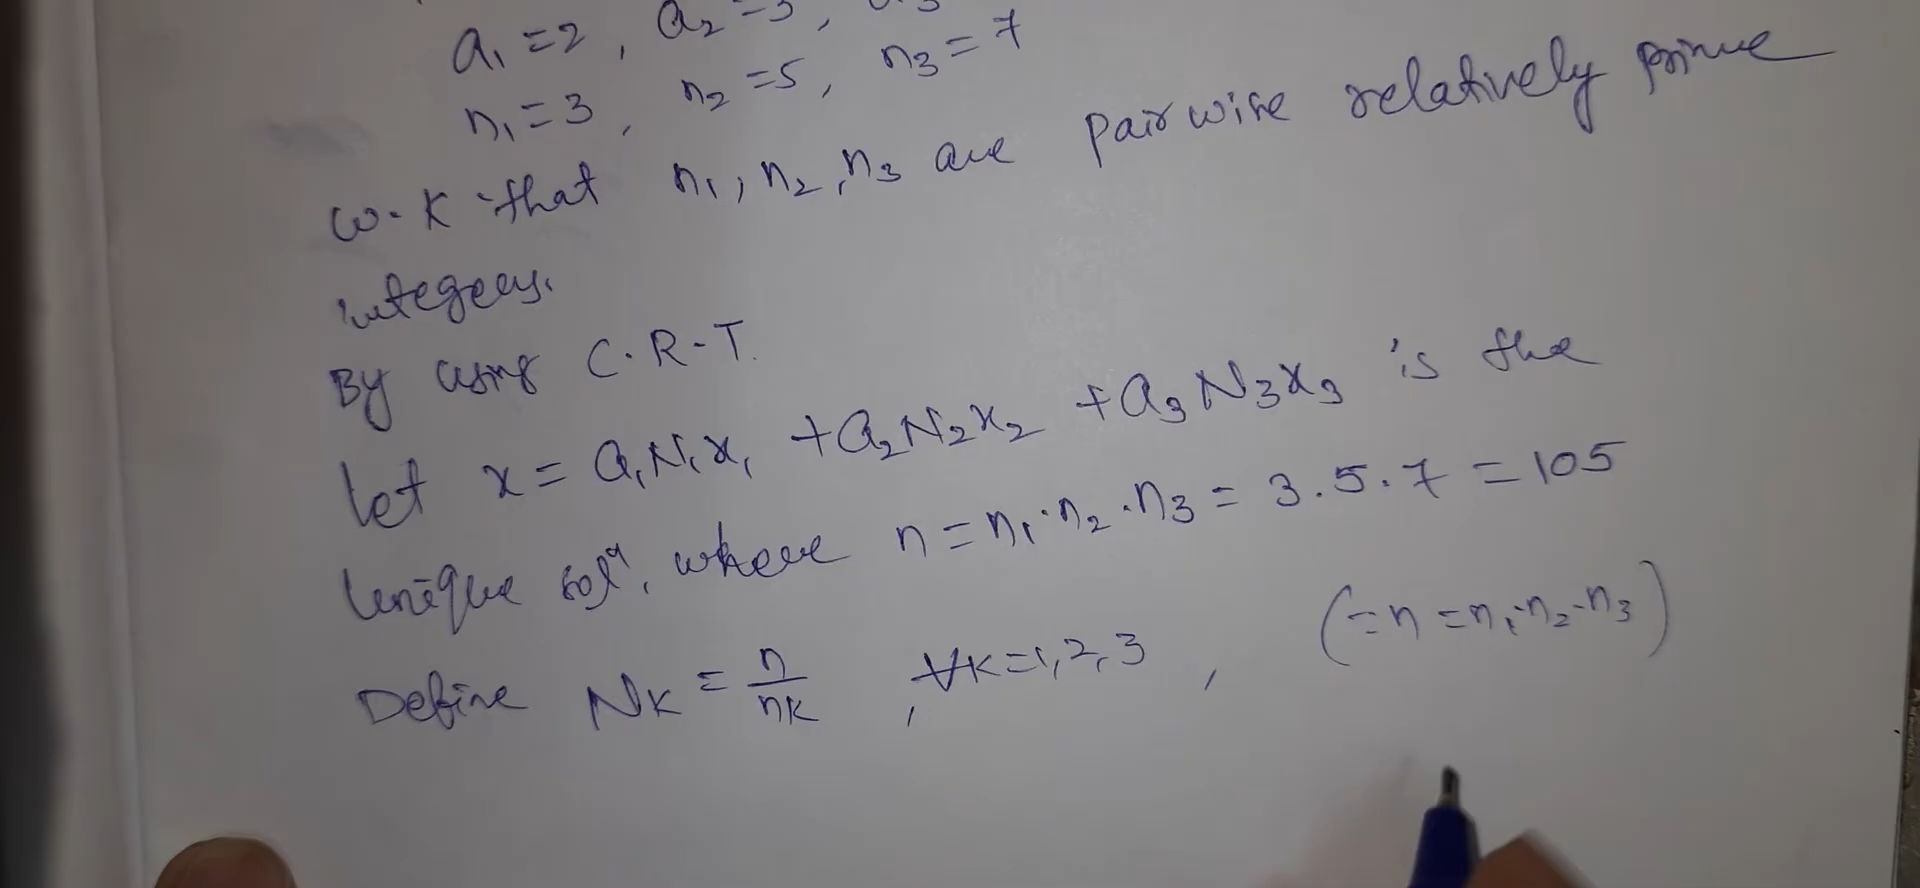 a₁ = 2, a₂ = 3,
n₁ = 3, n₂ = 5, n₃ = 7
W.K that n₁, n₂, n₃ are pairwise relatively prime
integers.
By using C.R.T.
Let x = a₁N₁x₁ + a₂N₂x₂ + a₃N₃x₃ is the
Unique solⁿ, where n = n₁·n₂·n₃ = 3.5.7 = 105
Define Nₖ = n/nₖ, ∀k=1,2,3, (= n = n₁·n₂·n₃)